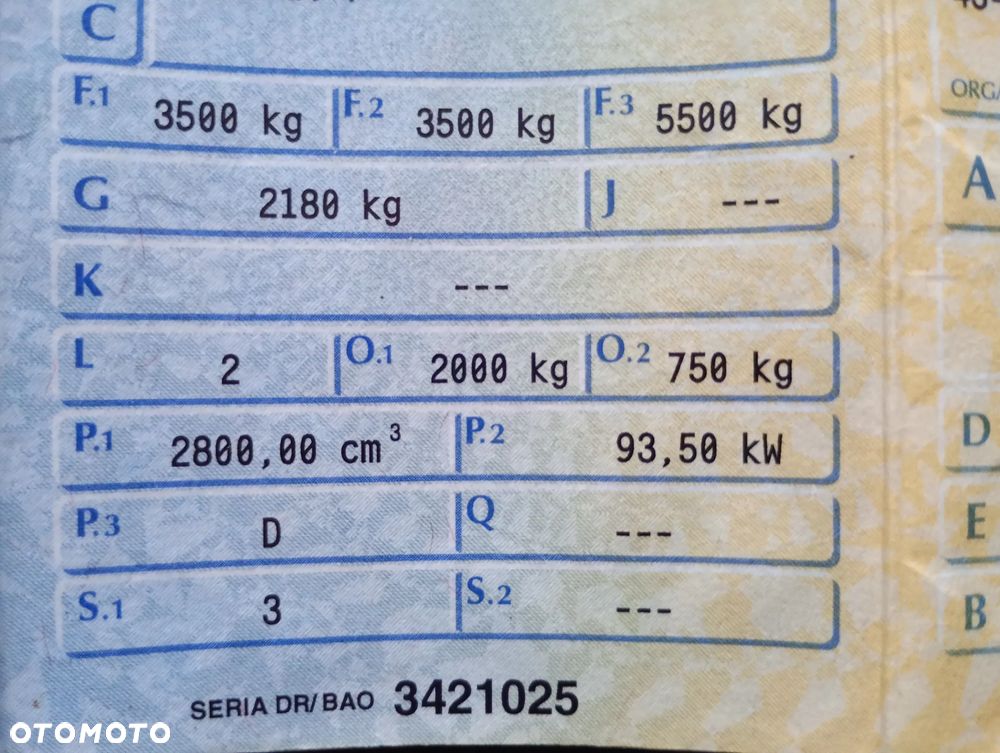 C
F.1 3500 kg F.2 3500 kg F.3 5500 kg
ORGA
G 2180 kg J ---
A
K ---
L 2 O.1 2000 kg O.2 750 kg
P.1 2800,00 cm³ P.2 93,50 kW
D
P.3 D Q ---
E
S.1 3 S.2 ---
B
SERIA DR/BAO 3421025
OTOMOTO